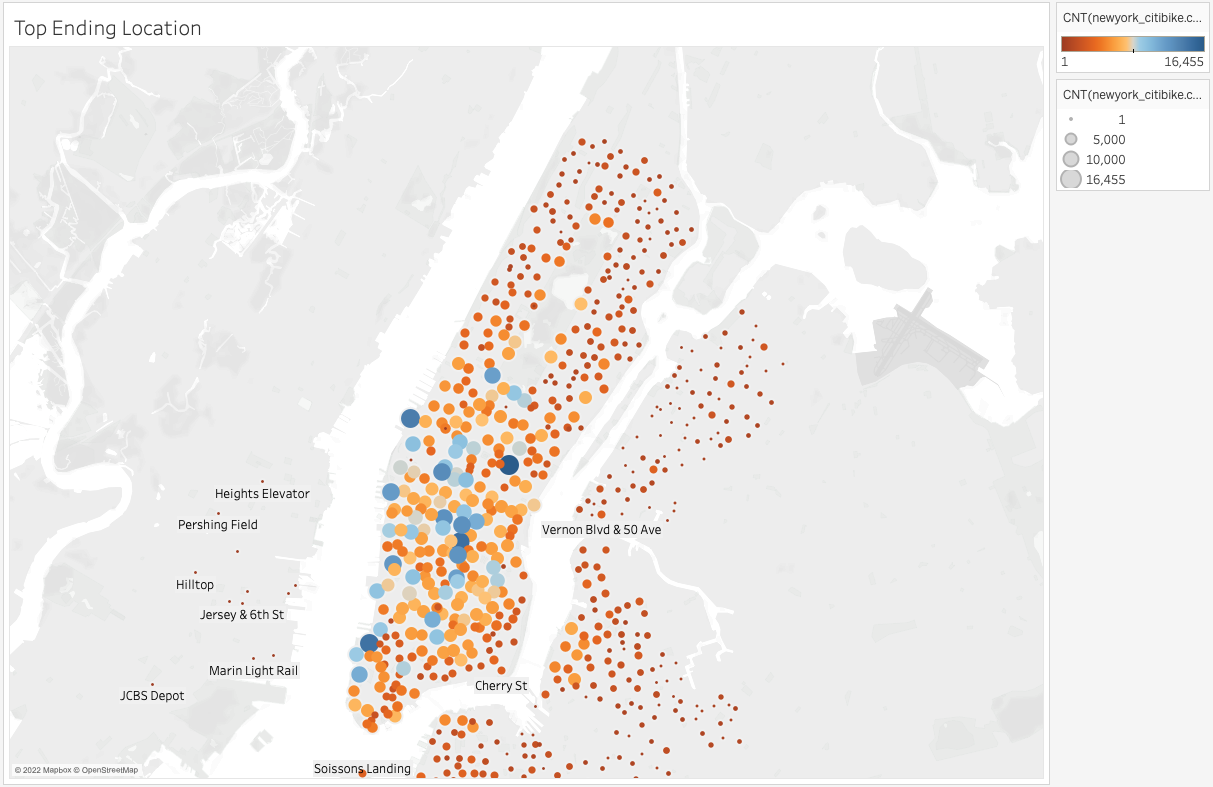 Top Ending Location
CNT(newyork_citibike.c...
1 16,455
CNT(newyork_citibike.c...
1
5,000
10,000
16,455
Heights Elevator
Pershing Field
Vernon Blvd & 50 Ave
Hilltop
Jersey & 6th St
Marin Light Rail
Cherry St
JCBS Depot
Soissons Landing
© 2022 Mapbox © OpenStreetMap